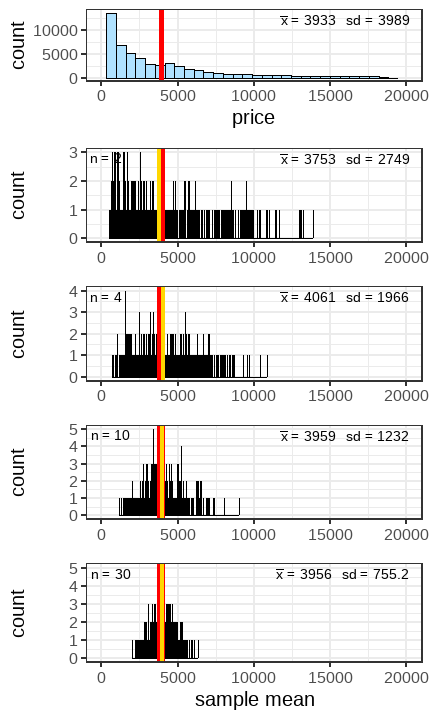 x̅ = 3933 sd = 3989
count
10000
5000
0
0 5000 10000 15000 20000
price
n = 2 x̅ = 3753 sd = 2749
count
3
2
1
0
0 5000 10000 15000 20000
n = 4 x̅ = 4061 sd = 1966
count
4
3
2
1
0
0 5000 10000 15000 20000
n = 10 x̅ = 3959 sd = 1232
count
5
4
3
2
1
0
0 5000 10000 15000 20000
n = 30 x̅ = 3956 sd = 755.2
count
5
4
3
2
1
0
0 5000 10000 15000 20000
sample mean